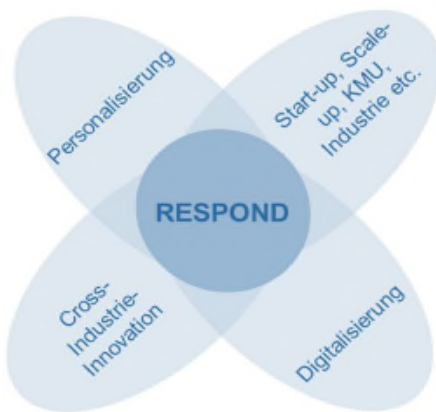 Personalisierung
Start-up, Scale-
up, KMU,
Industrie etc.
RESPOND
Cross-
Industrie-
Innovation
Digitalisierung